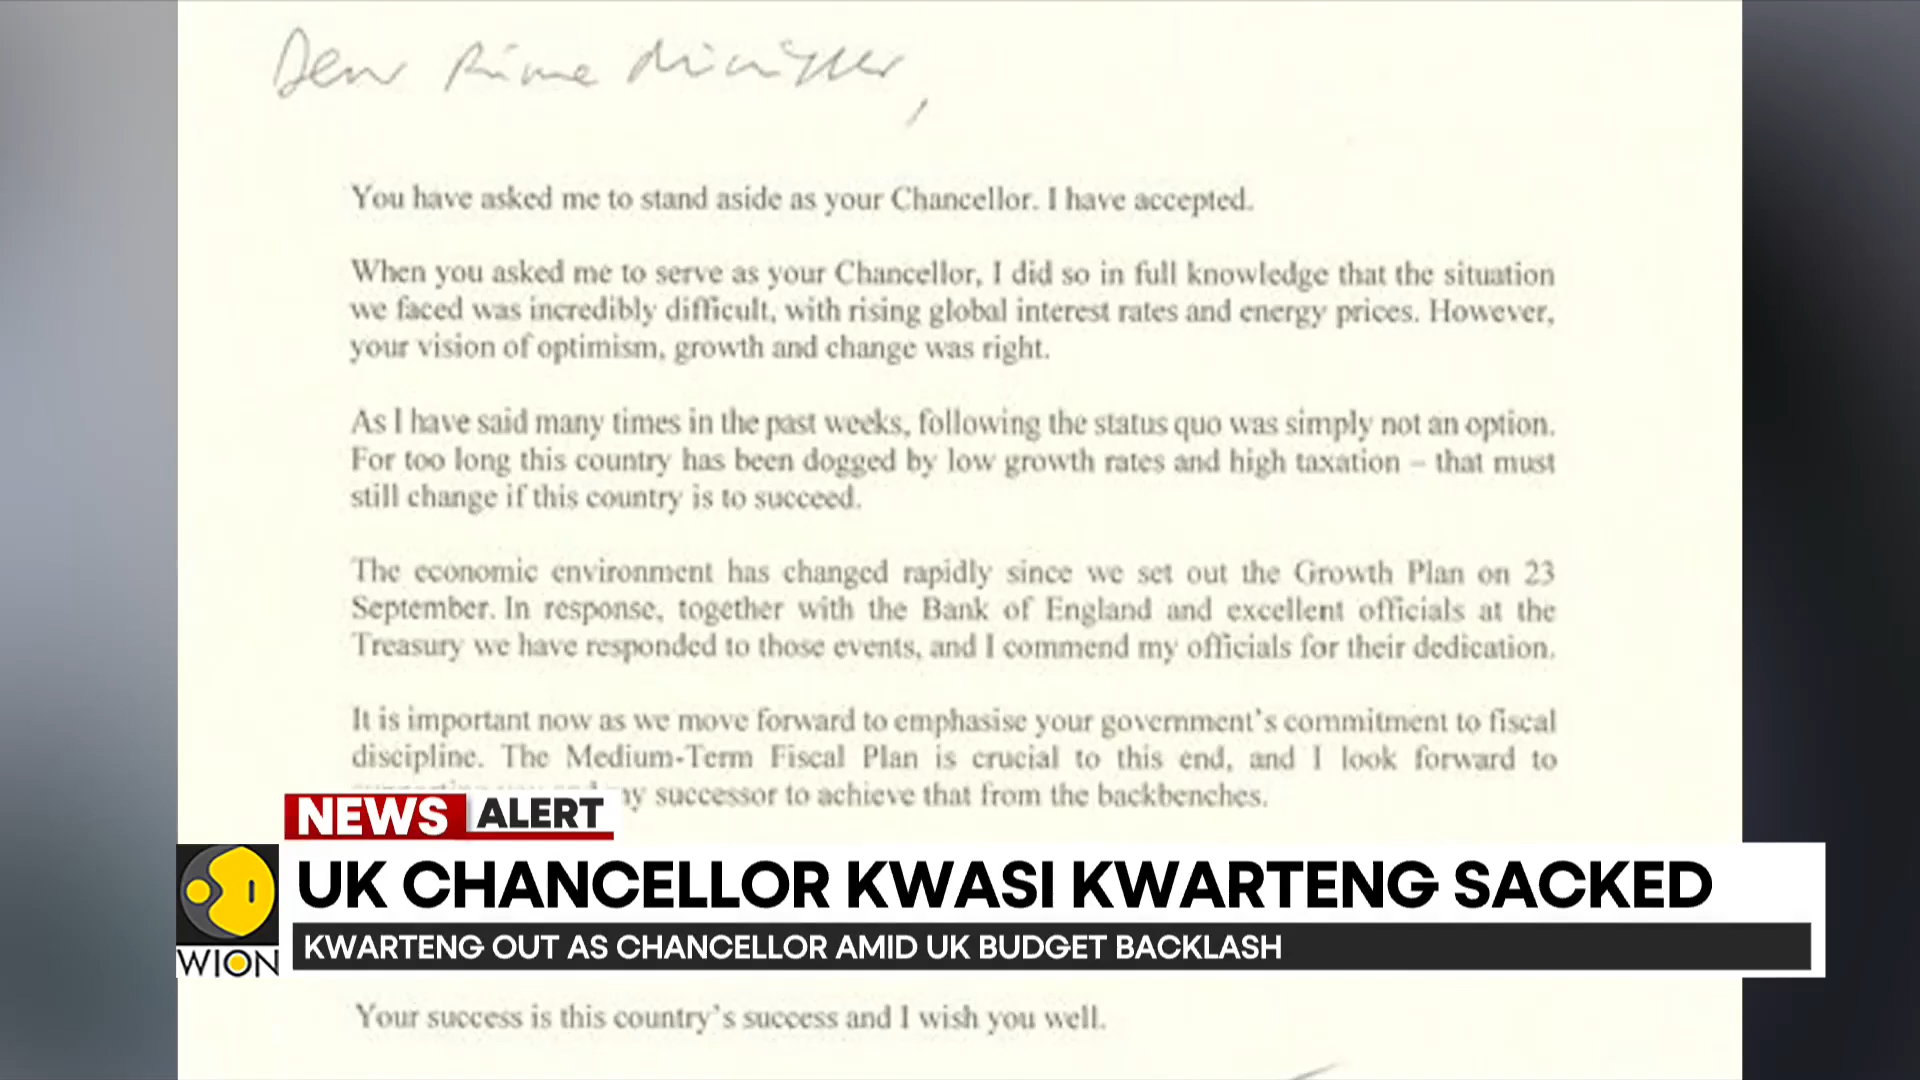 Dear Prime Minister,
You have asked me to stand aside as your Chancellor. I have accepted.
When you asked me to serve as your Chancellor, I did so in full knowledge that the situation
we faced was incredibly difficult, with rising global interest rates and energy prices. However,
your vision of optimism, growth and change was right.
As I have said many times in the past weeks, following the status quo was simply not an option.
For too long this country has been dogged by low growth rates and high taxation – that must
still change if this country is to succeed.
The economic environment has changed rapidly since we set out the Growth Plan on 23
September. In response, together with the Bank of England and excellent officials at the
Treasury we have responded to those events, and I commend my officials for their dedication.
It is important now as we move forward to emphasise your government's commitment to fiscal
discipline. The Medium-Term Fiscal Plan is crucial to this end, and I look forward to
successor to achieve that from the backbenches.
NEWS ALERT
UK CHANCELLOR KWASI KWARTENG SACKED
KWARTENG OUT AS CHANCELLOR AMID UK BUDGET BACKLASH
WION
Your success is this country's success and I wish you well.